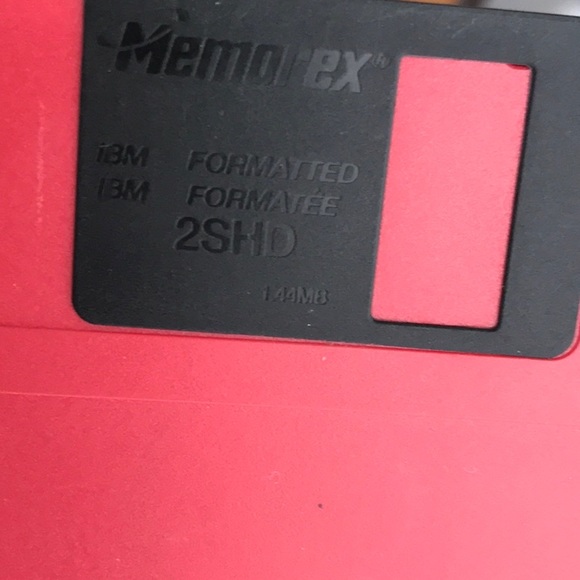 Memorex®
IBM FORMATTED
IBM FORMATÉE
2SHD
1.44MB